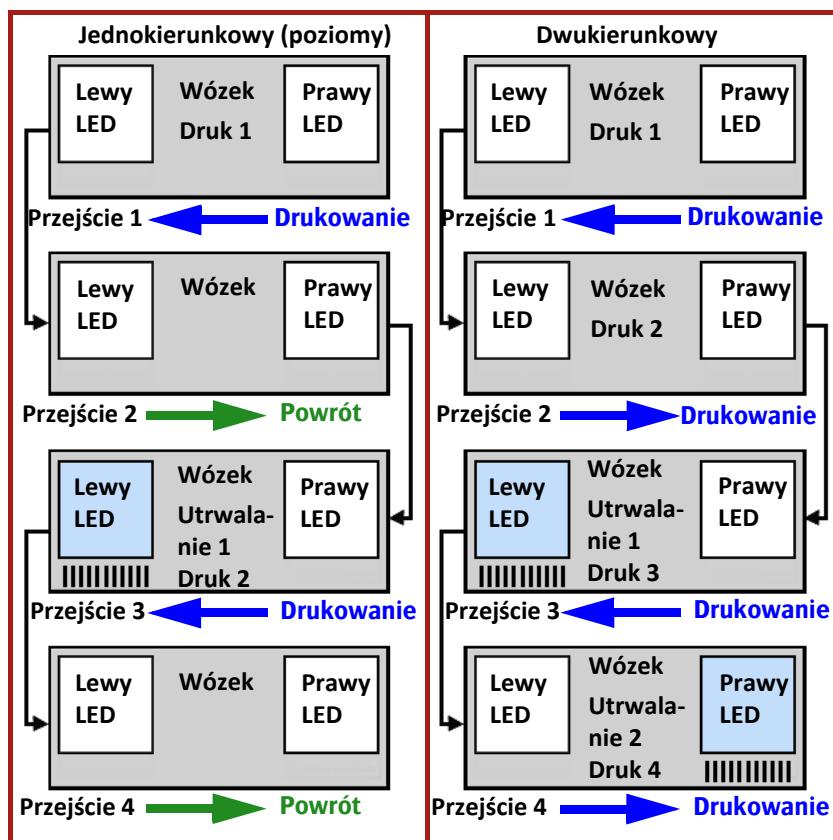 Jednokierunkowy (poziomy)
Lewy
LED
Wózek
Druk 1
Prawy
LED
Przejście 1
Drukowanie
Lewy
LED
Wózek
Prawy
LED
Przejście 2
Powrót
Lewy
LED
Wózek
Utrwala-
nie 1
Druk 2
Prawy
LED
Przejście 3
Drukowanie
Lewy
LED
Wózek
Prawy
LED
Przejście 4
Powrót
Dwukierunkowy
Lewy
LED
Wózek
Druk 1
Prawy
LED
Przejście 1
Drukowanie
Lewy
LED
Wózek
Druk 2
Prawy
LED
Przejście 2
Drukowanie
Lewy
LED
Wózek
Utrwala-
nie 1
Druk 3
Prawy
LED
Przejście 3
Drukowanie
Lewy
LED
Wózek
Utrwala-
nie 2
Druk 4
Prawy
LED
Przejście 4
Drukowanie